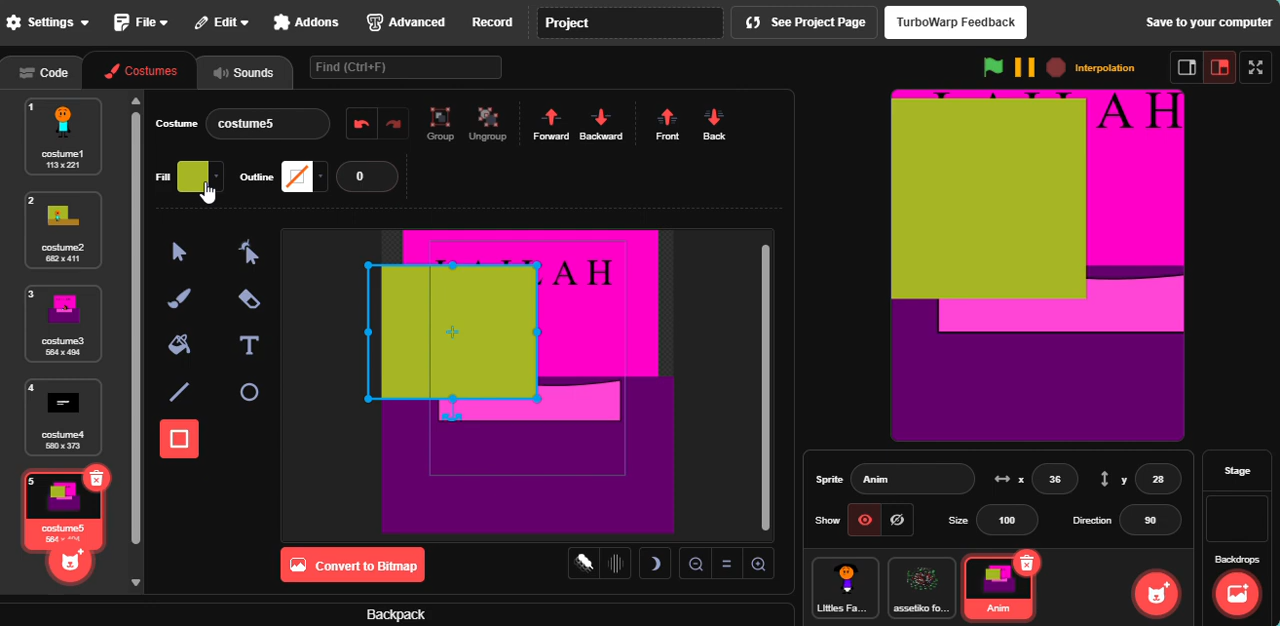 Settings File Edit Addons Advanced Record Project See Project Page TurboWarp Feedback Save to your computer
Code Costumes Sounds Find (Ctrl+F) Interpolation
1
costume1
113 x 221
2
costume2
682 x 411
3
costume3
564 x 494
4
costume4
580 x 373
5
costume5
Costume costume5 Group Ungroup Forward Backward Front Back
Fill Outline 0
L A H
A H
Convert to Bitmap
Backpack
Sprite Anim x 36 y 28
Show Size 100 Direction 90
LIttles Fa... assetiko fo... Anim
Stage
Backdrops